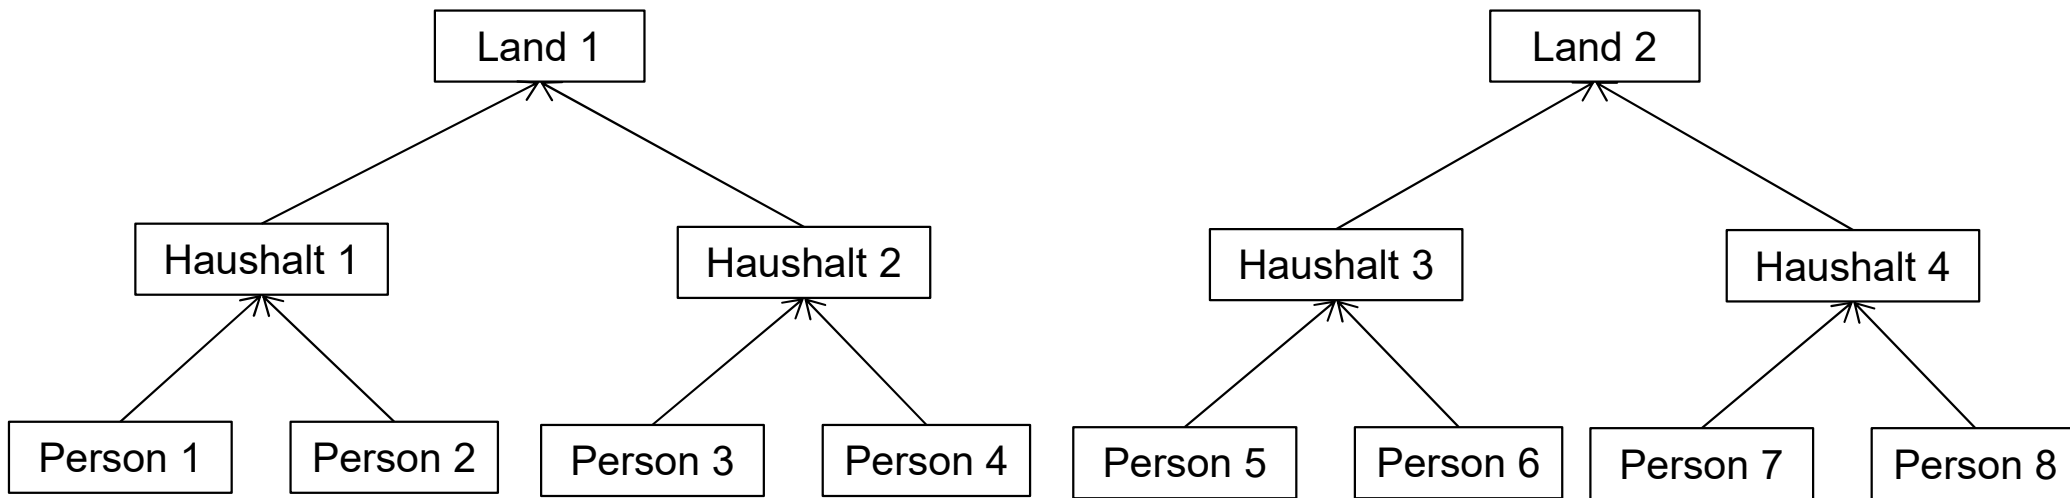 Land 1
Land 2
Haushalt 1
Haushalt 2
Haushalt 3
Haushalt 4
Person 1
Person 2
Person 3
Person 4
Person 5
Person 6
Person 7
Person 8